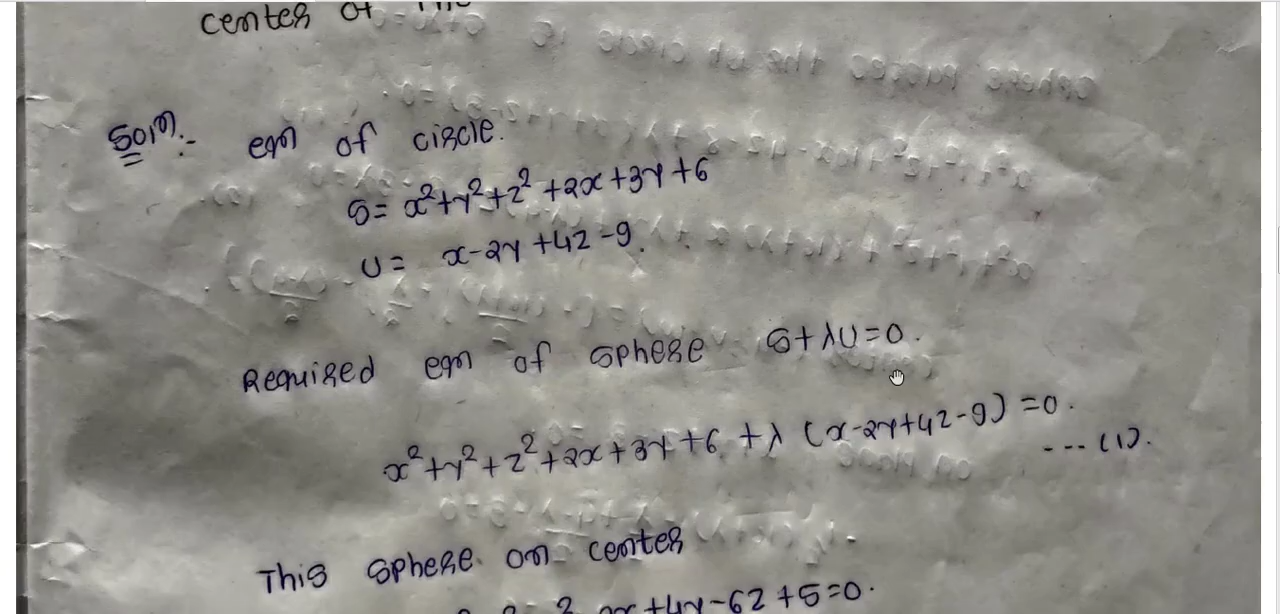 center of the
Soln:- eqn of circle.
S = x²+y²+z²+2x+3y+6
U = x-2y+4z-9.
Required eqn of sphere S+λU=0.
x²+y²+z²+2x+3y+6+λ(x-2y+4z-9)=0.
---(1).
This sphere on center
+4y-6z+5=0.